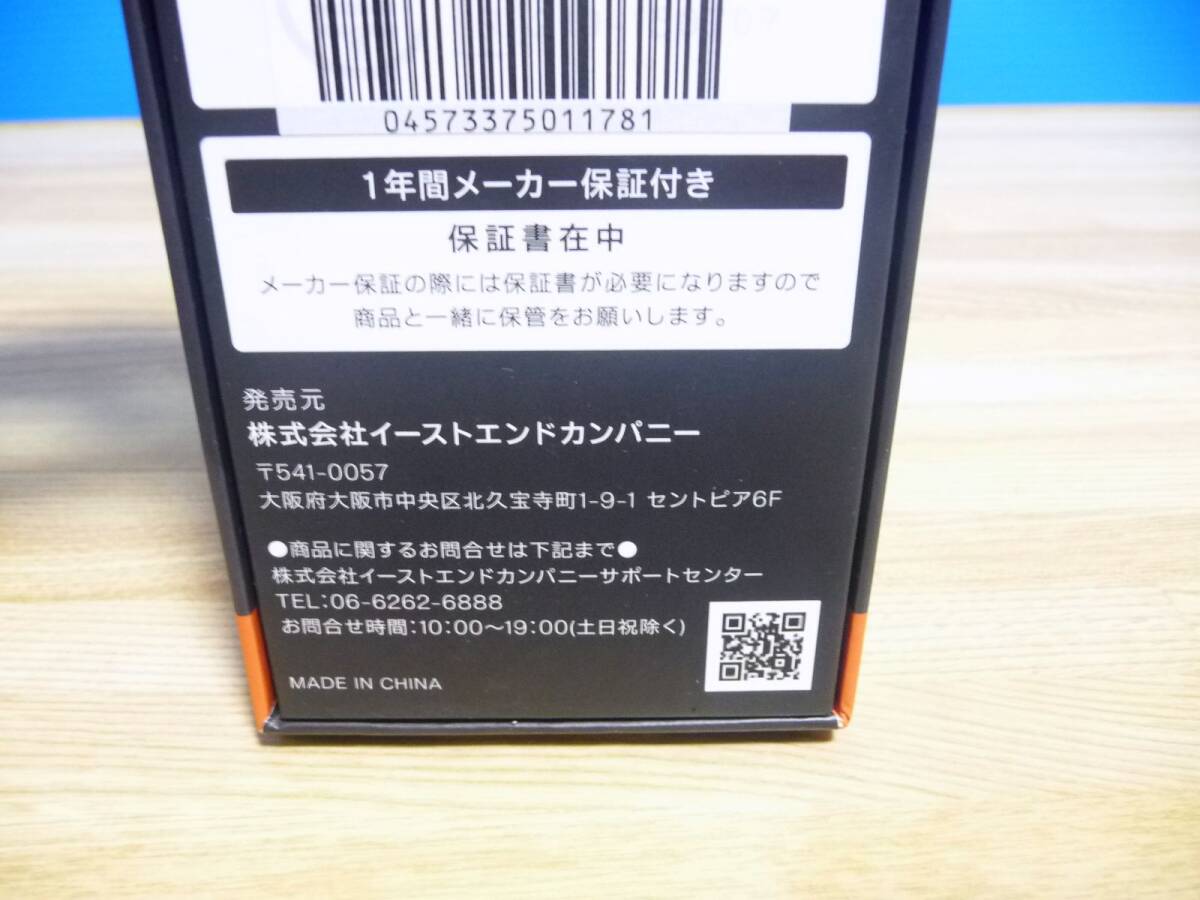 04573375011781
1年間メーカー保証付き
保証書在中
メーカー保証の際には保証書が必要になりますので
商品と一緒に保管をお願いします。
発売元
株式会社イーストエンドカンパニー
〒541-0057
大阪府大阪市中央区北久宝寺町1-9-1 セントピア6F
●商品に関するお問合せは下記まで●
株式会社イーストエンドカンパニーサポートセンター
TEL:06-6262-6888
お問合せ時間:10:00〜19:00(土日祝除く)
MADE IN CHINA